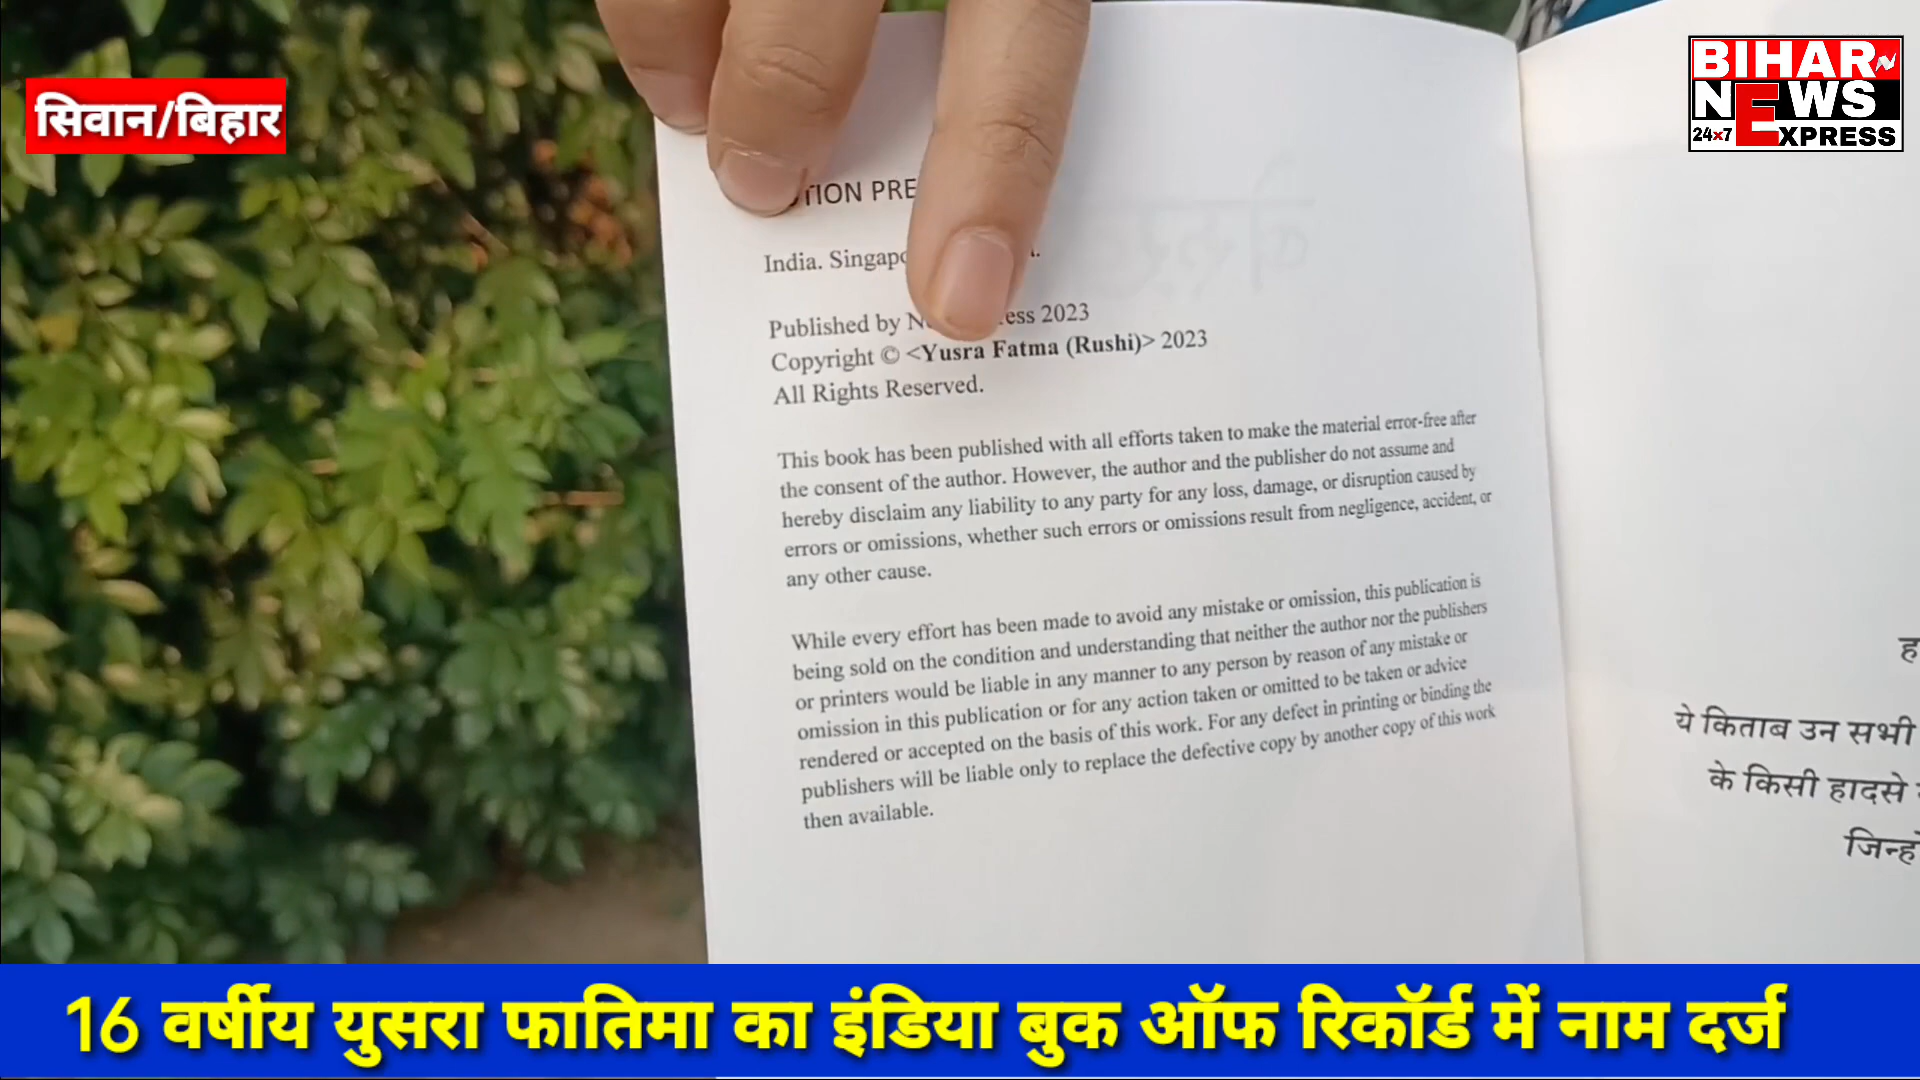 सिवान/बिहार
BIHAR
NEWS
24x7 EXPRESS
India.
Published by 2023
Copyright © <Yusra Fatma (Rushi)> 2023
All Rights Reserved.
This book has been published with all efforts taken to make the material error-free after
the consent of the author. However, the author and the publisher do not assume and
hereby disclaim any liability to any party for any loss, damage, or disruption caused by
errors or omissions, whether such errors or omissions result from negligence, accident, or
any other cause.
While every effort has been made to avoid any mistake or omission, this publication is
being sold on the condition and understanding that neither the author nor the publishers
or printers would be liable in any manner to any person by reason of any mistake or
omission in this publication or for any action taken or omitted to be taken or advice
rendered or accepted on the basis of this work. For any defect in printing or binding the
publishers will be liable only to replace the defective copy by another copy of this work
then available.
ये किताब उन सभी
के किसी हादसे
16 वर्षीय युसरा फातिमा का इंडिया बुक ऑफ रिकॉर्ड में नाम दर्ज